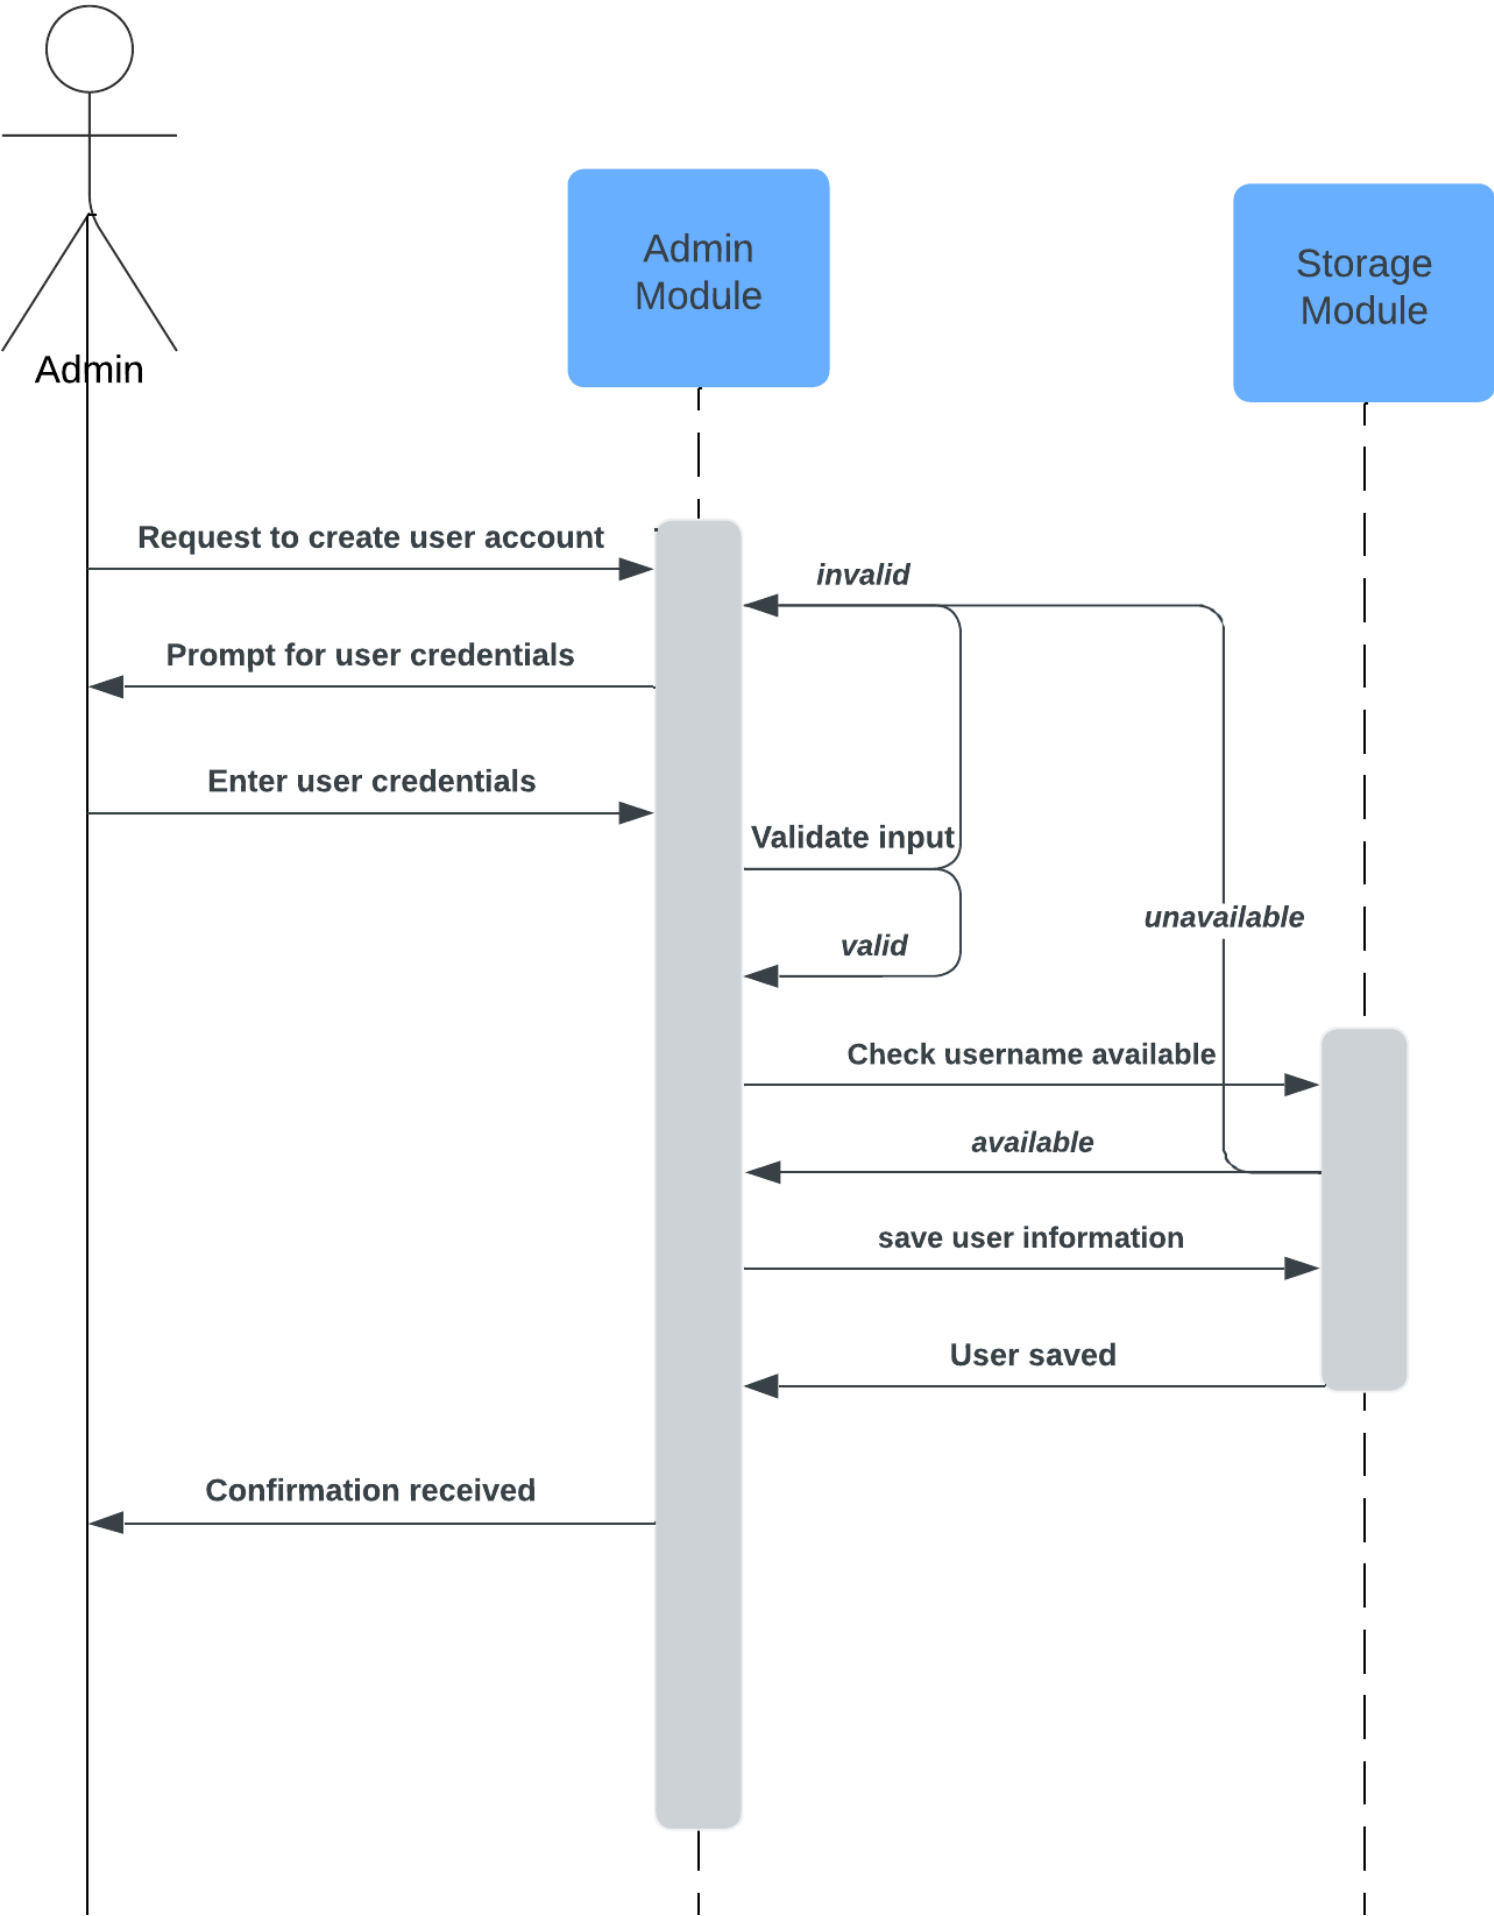 Admin
Module
Storage
Module
Admin
Request to create user account
invalid
Prompt for user credentials
Enter user credentials
Validate input
unavailable
valid
Check username available
available
save user information
User saved
Confirmation received